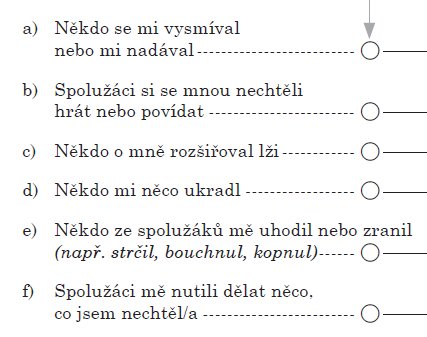 a) Někdo se mi vysmíval
nebo mi nadával
b) Spolužáci si se mnou nechtěli
hrát nebo povídat
c) Někdo o mně rozšiřoval lži
d) Někdo mi něco ukradl
e) Někdo ze spolužáků mě uhodil nebo zranil
(např. strčil, bouchnul, kopnul)
f) Spolužáci mě nutili dělat něco,
co jsem nechtěl/a